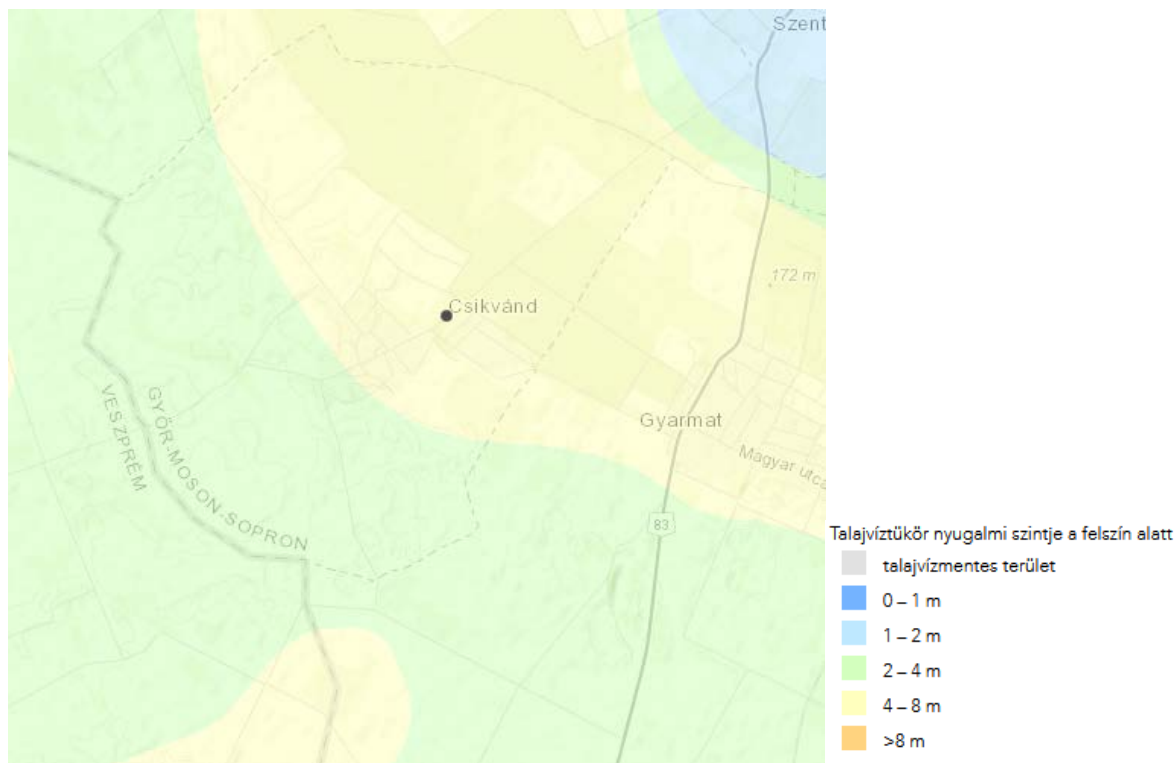 Szent
172 m
Csikvánd
Gyarmat
Magyar utca
GYŐR-MOSON-SOPRON
VESZPRÉM
83
Talajvíztükör nyugalmi szintje a felszín alatt
talajvízmentes terület
0 – 1 m
1 – 2 m
2 – 4 m
4 – 8 m
>8 m